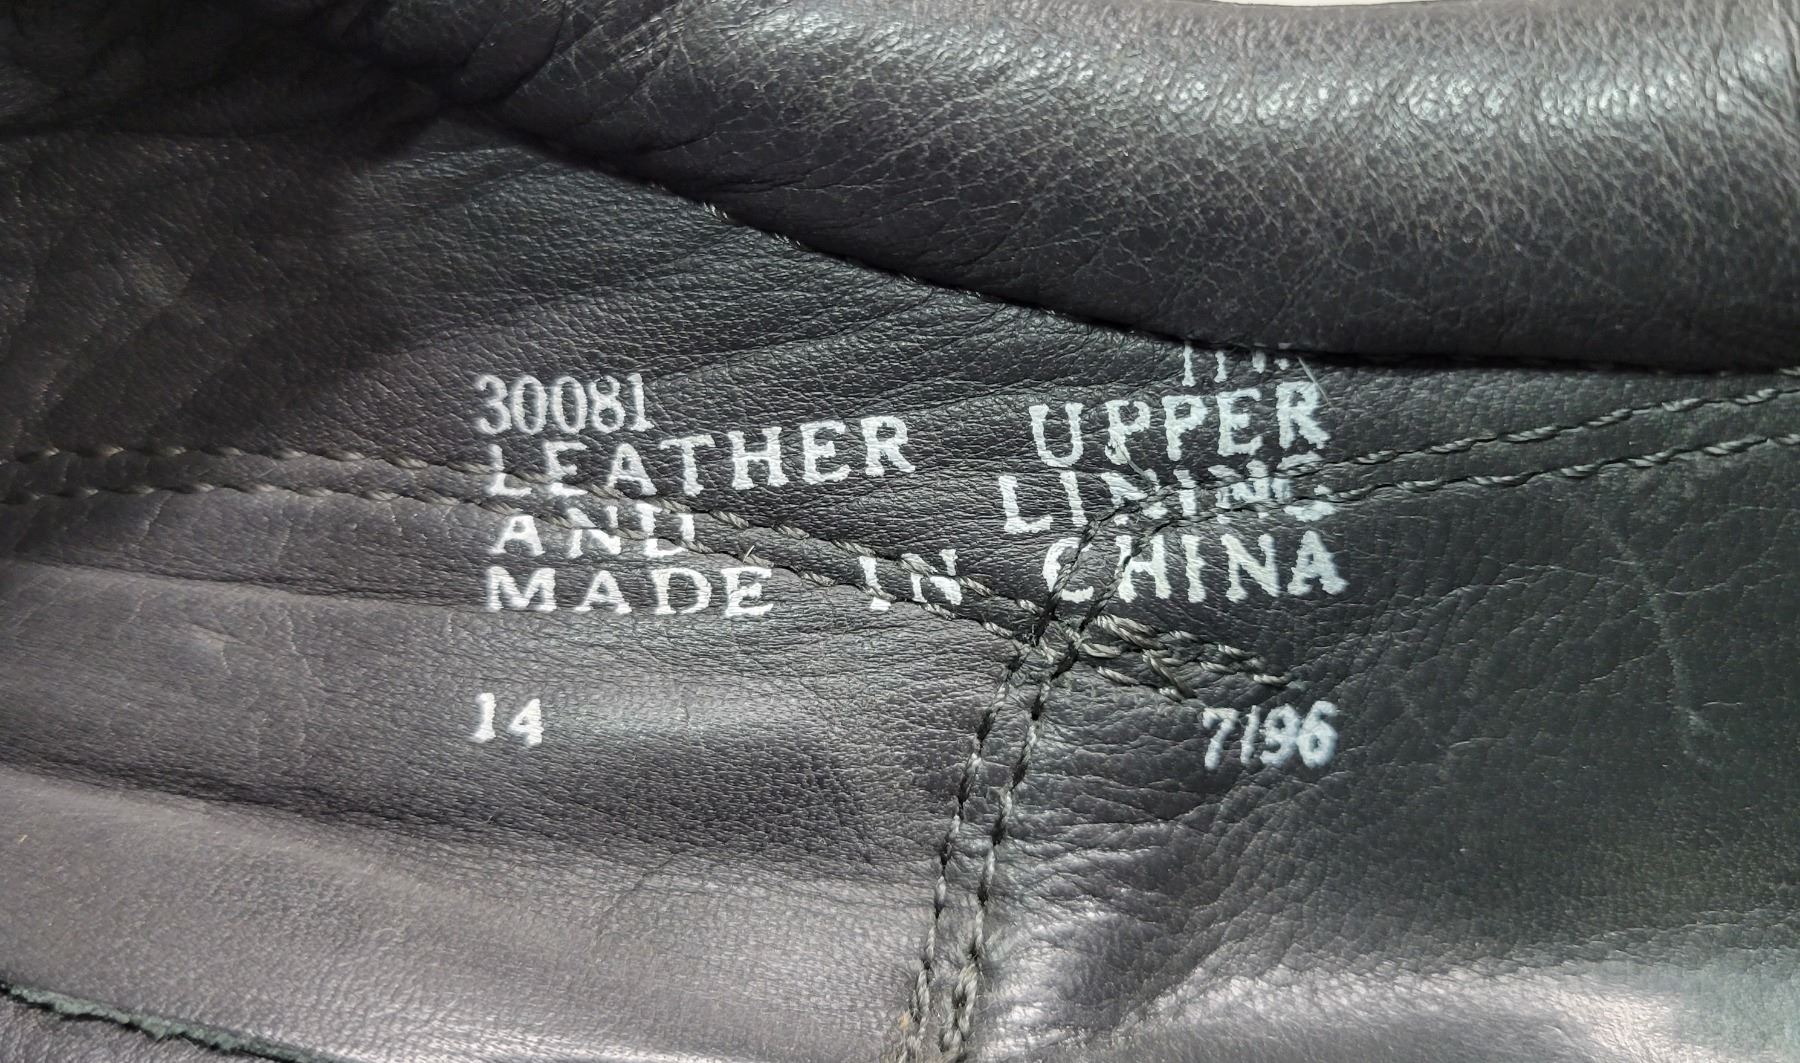 30081
LEATHER UPPER
AND LINING
MADE IN CHINA
14 7196